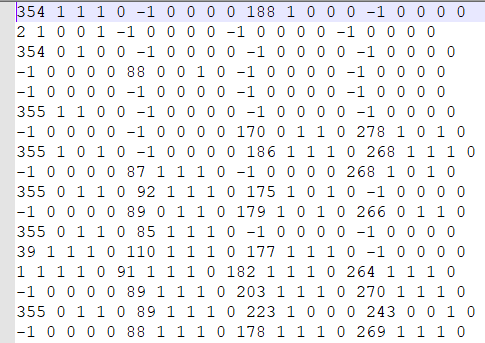 354 1 1 1 0 -1 0 0 0 0 188 1 0 0 0 -1 0 0 0 0
2 1 0 0 1 -1 0 0 0 0 -1 0 0 0 0 -1 0 0 0 0
354 0 1 0 0 -1 0 0 0 0 -1 0 0 0 0 -1 0 0 0 0
-1 0 0 0 0 88 0 0 1 0 -1 0 0 0 0 -1 0 0 0 0
-1 0 0 0 0 -1 0 0 0 0 -1 0 0 0 0 -1 0 0 0 0
355 1 1 0 0 -1 0 0 0 0 -1 0 0 0 0 -1 0 0 0 0
-1 0 0 0 0 -1 0 0 0 0 170 0 1 1 0 278 1 0 1 0
355 1 0 1 0 -1 0 0 0 0 186 1 1 1 0 268 1 1 1 0
-1 0 0 0 0 87 1 1 1 0 -1 0 0 0 0 268 1 0 1 0
355 0 1 1 0 92 1 1 1 0 175 1 0 1 0 -1 0 0 0 0
-1 0 0 0 0 89 0 1 1 0 179 1 0 1 0 266 0 1 1 0
355 0 1 1 0 85 1 1 1 0 -1 0 0 0 0 -1 0 0 0 0
39 1 1 1 0 110 1 1 1 0 177 1 1 1 0 -1 0 0 0 0
1 1 1 1 0 91 1 1 1 0 182 1 1 1 0 264 1 1 1 0
-1 0 0 0 0 89 1 1 1 0 203 1 1 1 0 270 1 1 1 0
355 0 1 1 0 89 1 1 1 0 223 1 0 0 0 243 0 0 1 0
-1 0 0 0 0 88 1 1 1 0 178 1 1 1 0 269 1 1 1 0